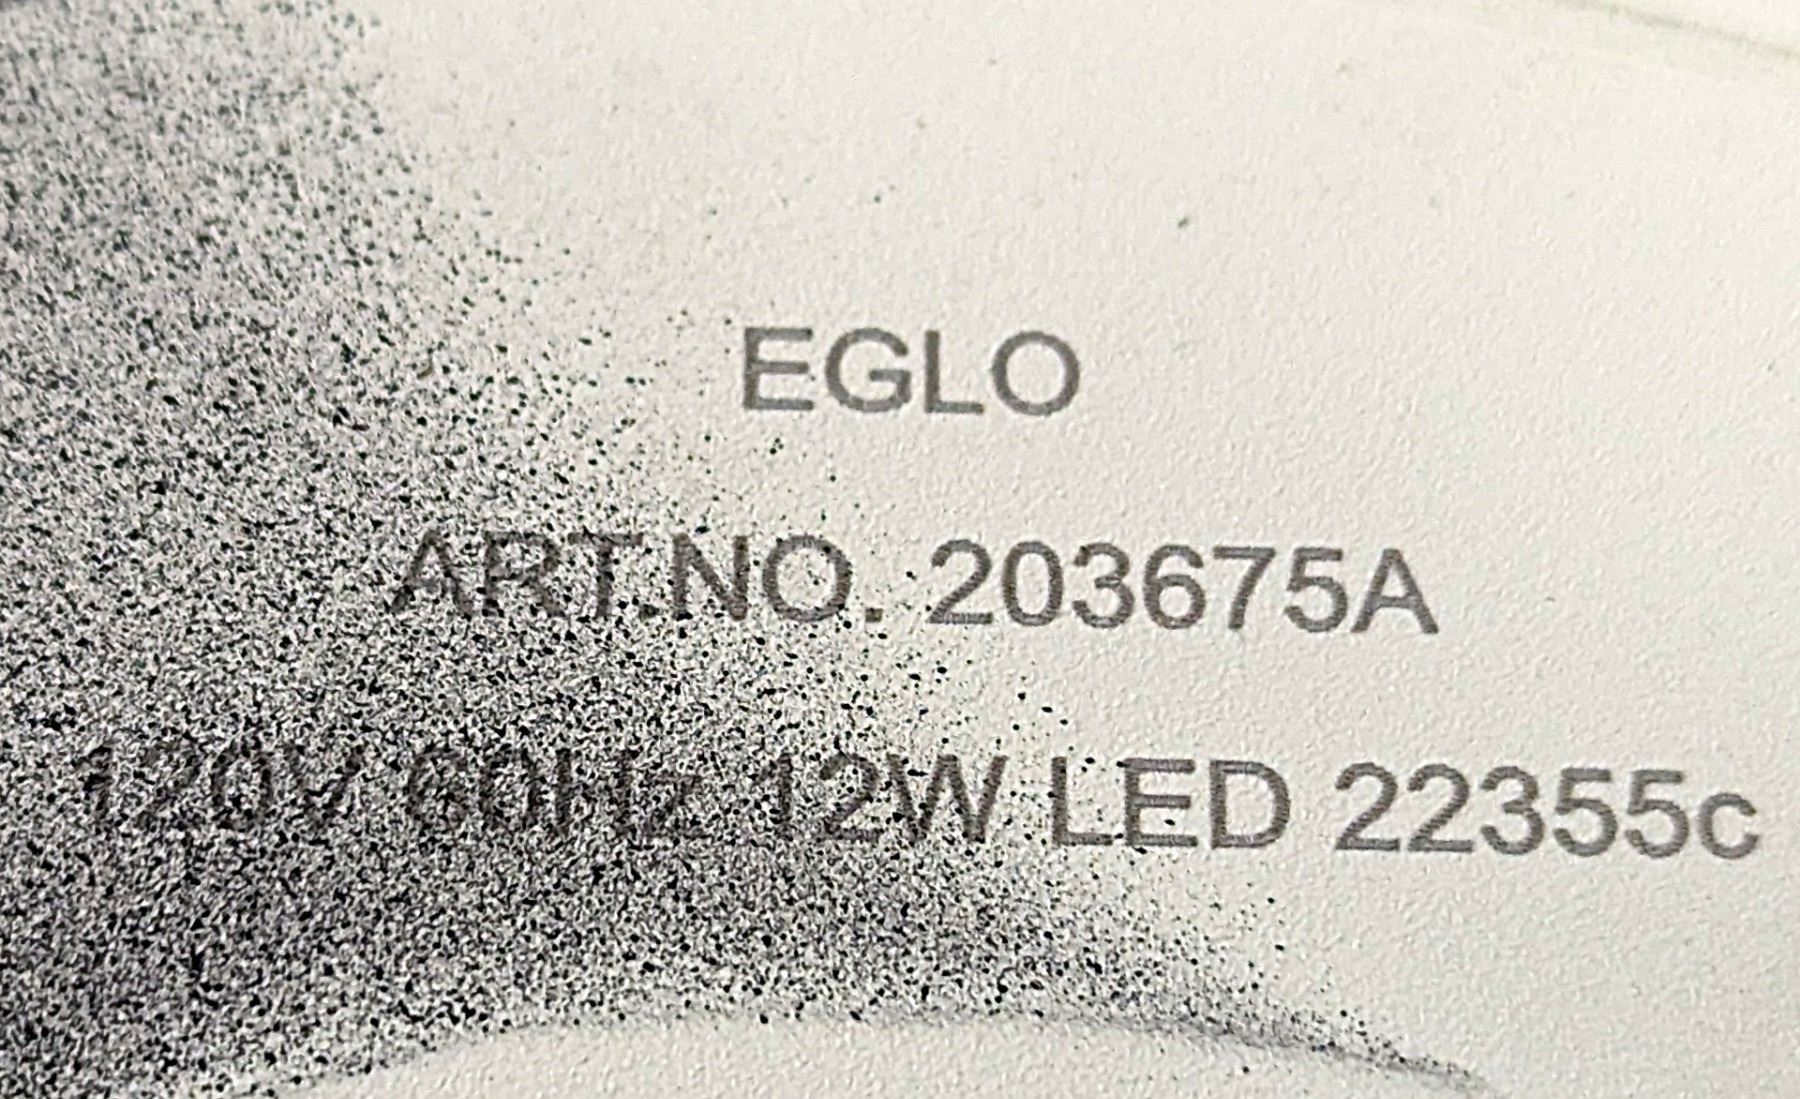 EGLO
ART.NO. 203675A
120V 60Hz 12W LED 22355c